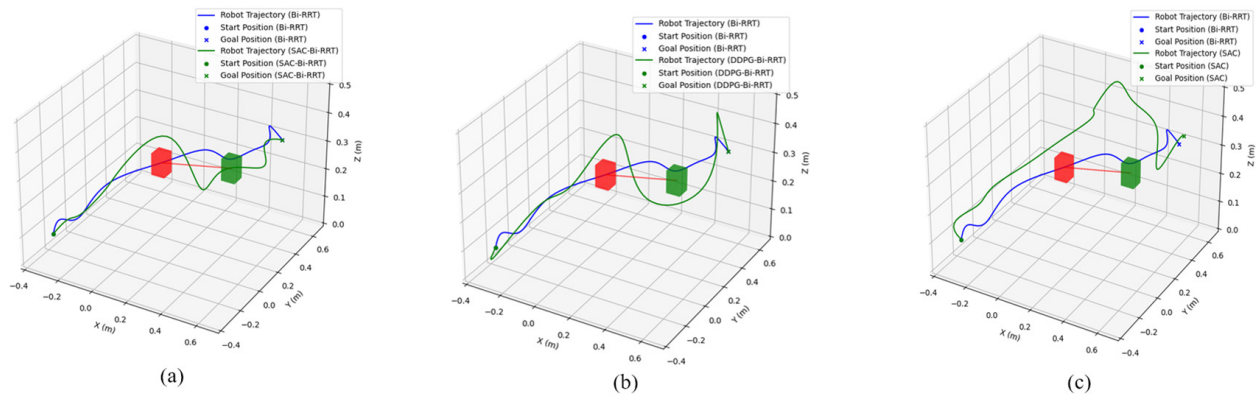 Robot Trajectory (Bi-RRT)
Start Position (Bi-RRT)
Goal Position (Bi-RRT)
Robot Trajectory (SAC-Bi-RRT)
Start Position (SAC-Bi-RRT)
Goal Position (SAC-Bi-RRT)
0.5
0.4
0.3
0.2
0.1
0.0
Z (m)
0.6
0.4
0.2
0.0
−0.2
−0.4
Y (m)
−0.4
−0.2
0.0
0.2
0.4
0.6
X (m)
(a)
Robot Trajectory (Bi-RRT)
Start Position (Bi-RRT)
Goal Position (Bi-RRT)
Robot Trajectory (DDPG-Bi-RRT)
Start Position (DDPG-Bi-RRT)
Goal Position (DDPG-Bi-RRT)
0.5
0.4
0.3
0.2
0.1
0.0
Z (m)
0.6
0.4
0.2
0.0
−0.2
−0.4
Y (m)
−0.4
−0.2
0.0
0.2
0.4
0.6
X (m)
(b)
Robot Trajectory (Bi-RRT)
Start Position (Bi-RRT)
Goal Position (Bi-RRT)
Robot Trajectory (SAC)
Start Position (SAC)
Goal Position (SAC)
0.5
0.4
0.3
0.2
0.1
0.0
Z (m)
0.6
0.4
0.2
0.0
−0.2
−0.4
Y (m)
−0.4
−0.2
0.0
0.2
0.4
0.6
X (m)
(c)